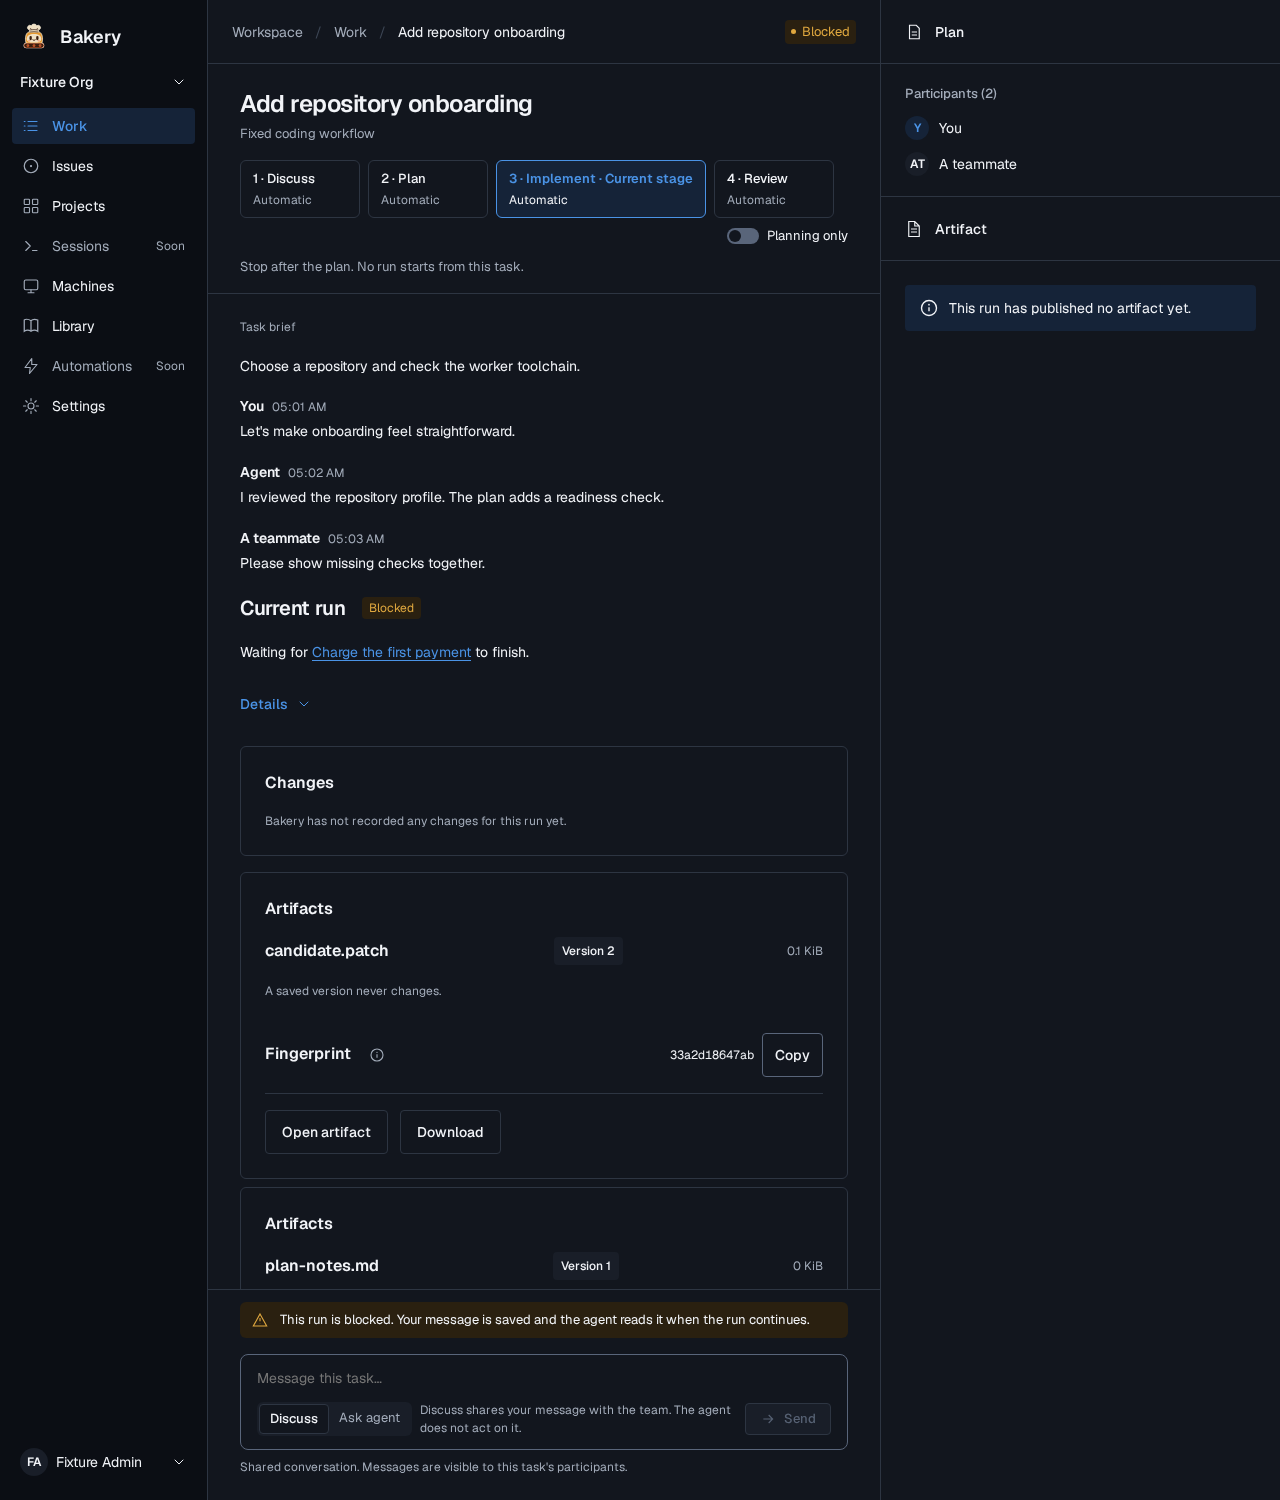 Bakery
Fixture Org
Work
Issues
Projects
Sessions Soon
Machines
Library
Automations Soon
Settings
FA Fixture Admin
Workspace / Work / Add repository onboarding
Blocked
Add repository onboarding
Fixed coding workflow
1 · Discuss
Automatic
2 · Plan
Automatic
3 · Implement · Current stage
Automatic
4 · Review
Automatic
Planning only
Stop after the plan. No run starts from this task.
Task brief
Choose a repository and check the worker toolchain.
You 05:01 AM
Let's make onboarding feel straightforward.
Agent 05:02 AM
I reviewed the repository profile. The plan adds a readiness check.
A teammate 05:03 AM
Please show missing checks together.
Current run Blocked
Waiting for Charge the first payment to finish.
Details
Changes
Bakery has not recorded any changes for this run yet.
Artifacts
candidate.patch Version 2 0.1 KiB
A saved version never changes.
Fingerprint 33a2d18647ab Copy
Open artifact Download
Artifacts
plan-notes.md Version 1 0 KiB
This run is blocked. Your message is saved and the agent reads it when the run continues.
Message this task...
Discuss Ask agent
Discuss shares your message with the team. The agent
does not act on it.
Send
Shared conversation. Messages are visible to this task's participants.
Plan
Participants (2)
Y You
AT A teammate
Artifact
This run has published no artifact yet.